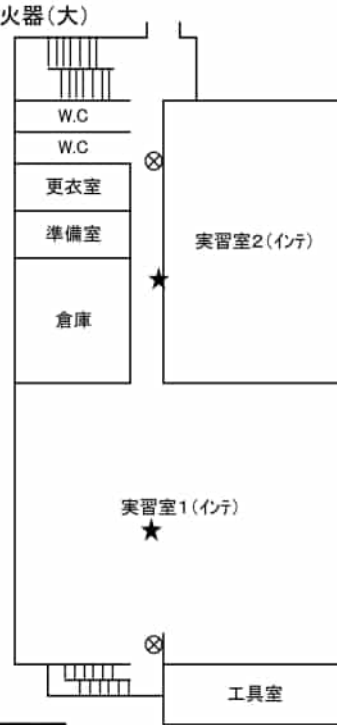 火器(大)
W.C
W.C
更衣室
準備室
実習室2(インテ)
倉庫
実習室1(インテ)
工具室